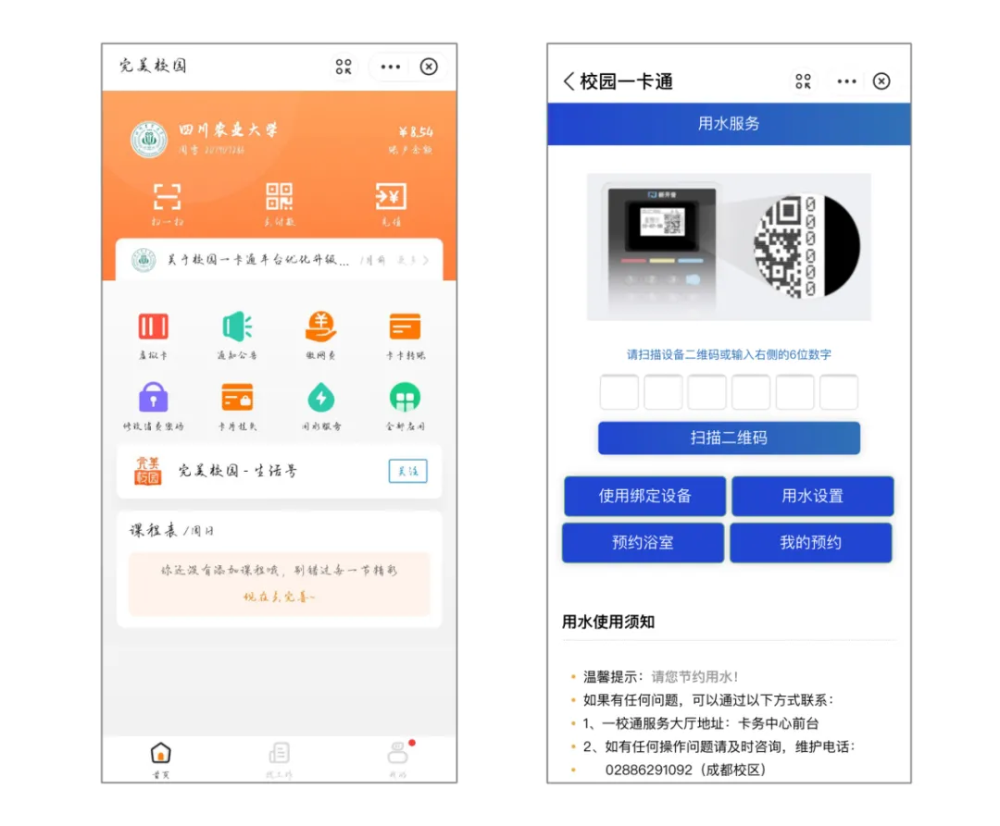 完美校园
四川农业大学
¥8.54
账户余额
扫一扫
支付款
充值
关于校园一卡通平台优化升级...
1月前
更多
虚拟卡
通知公告
缴网费
卡卡转账
修改消费密码
卡片挂失
用水服务
全部应用
完美校园
完美校园-生活号
关注
课程表/周日
你还没有添加课程哦，别错过每一节精彩
现在去完善~
首页
找工作
我的
校园一卡通
用水服务
0
0
0
0
0
0
请扫描设备二维码或输入右侧的6位数字
扫描二维码
使用绑定设备
用水设置
预约浴室
我的预约
用水使用须知
温馨提示：请您节约用水！
如果有任何问题，可以通过以下方式联系：
1、一校通服务大厅地址：卡务中心前台
2、如有任何操作问题请及时咨询，维护电话：
02886291092（成都校区）